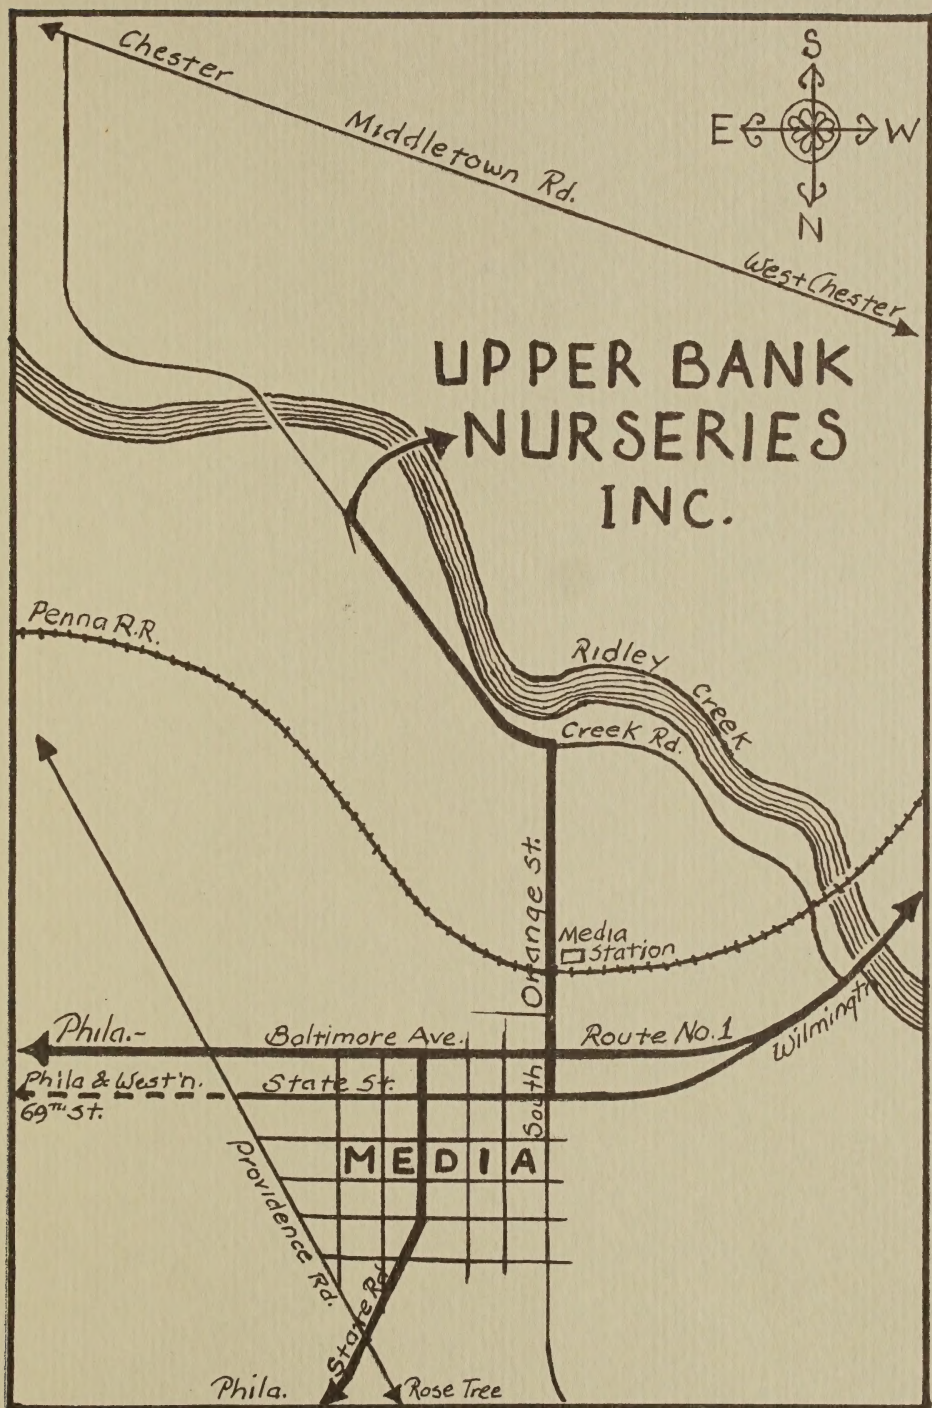 Chester
Middletown Rd.
West Chester
S
E W
N
UPPER BANK
NURSERIES
INC.
Penna R.R.
Ridley Creek
Creek Rd.
South Orange St.
Media
Station
Phila.-
Baltimore Ave.
Route No.1
Wilmingtn
Phila & West'n.
69TH St.
State St.
MEDIA
Providence Rd.
State Rd.
Phila.
Rose Tree